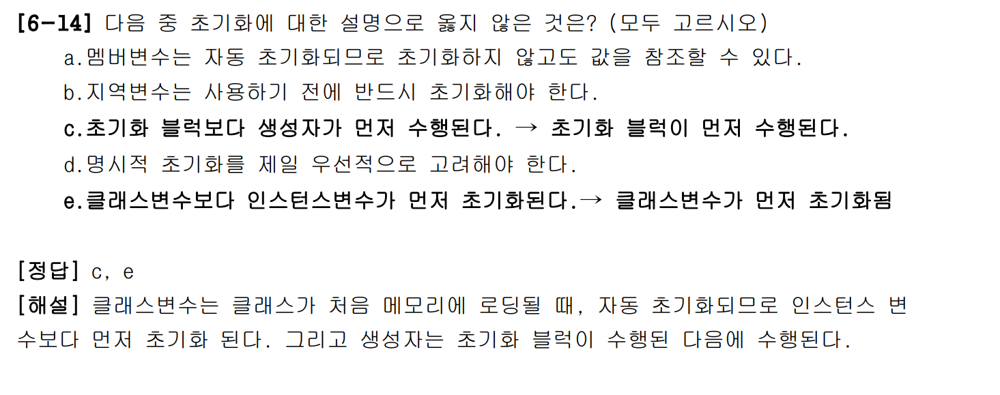 [6-14] 다음 중 초기화에 대한 설명으로 옳지 않은 것은? (모두 고르시오)
a.멤버변수는 자동 초기화되므로 초기화하지 않고도 값을 참조할 수 있다.
b.지역변수는 사용하기 전에 반드시 초기화해야 한다.
c.초기화 블럭보다 생성자가 먼저 수행된다. → 초기화 블럭이 먼저 수행된다.
d.명시적 초기화를 제일 우선적으로 고려해야 한다.
e.클래스변수보다 인스턴스변수가 먼저 초기화된다.→ 클래스변수가 먼저 초기화됨
[정답] c, e
[해설] 클래스변수는 클래스가 처음 메모리에 로딩될 때, 자동 초기화되므로 인스턴스 변
수보다 먼저 초기화 된다. 그리고 생성자는 초기화 블럭이 수행된 다음에 수행된다.